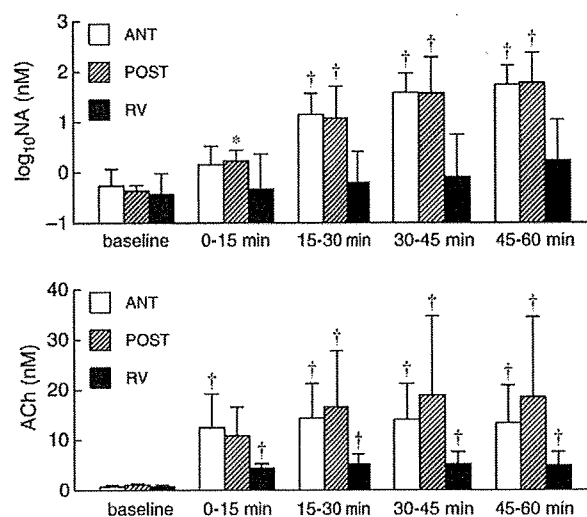 log₁₀NA (nM)
3
2
1
0
−1
ANT
POST
RV
*
† †
† †
† †
baseline 0-15 min 15-30 min 30-45 min 45-60 min
ACh (nM)
40
30
20
10
0
ANT
POST
RV
† †
† † †
† † †
† † †
baseline 0-15 min 15-30 min 30-45 min 45-60 min